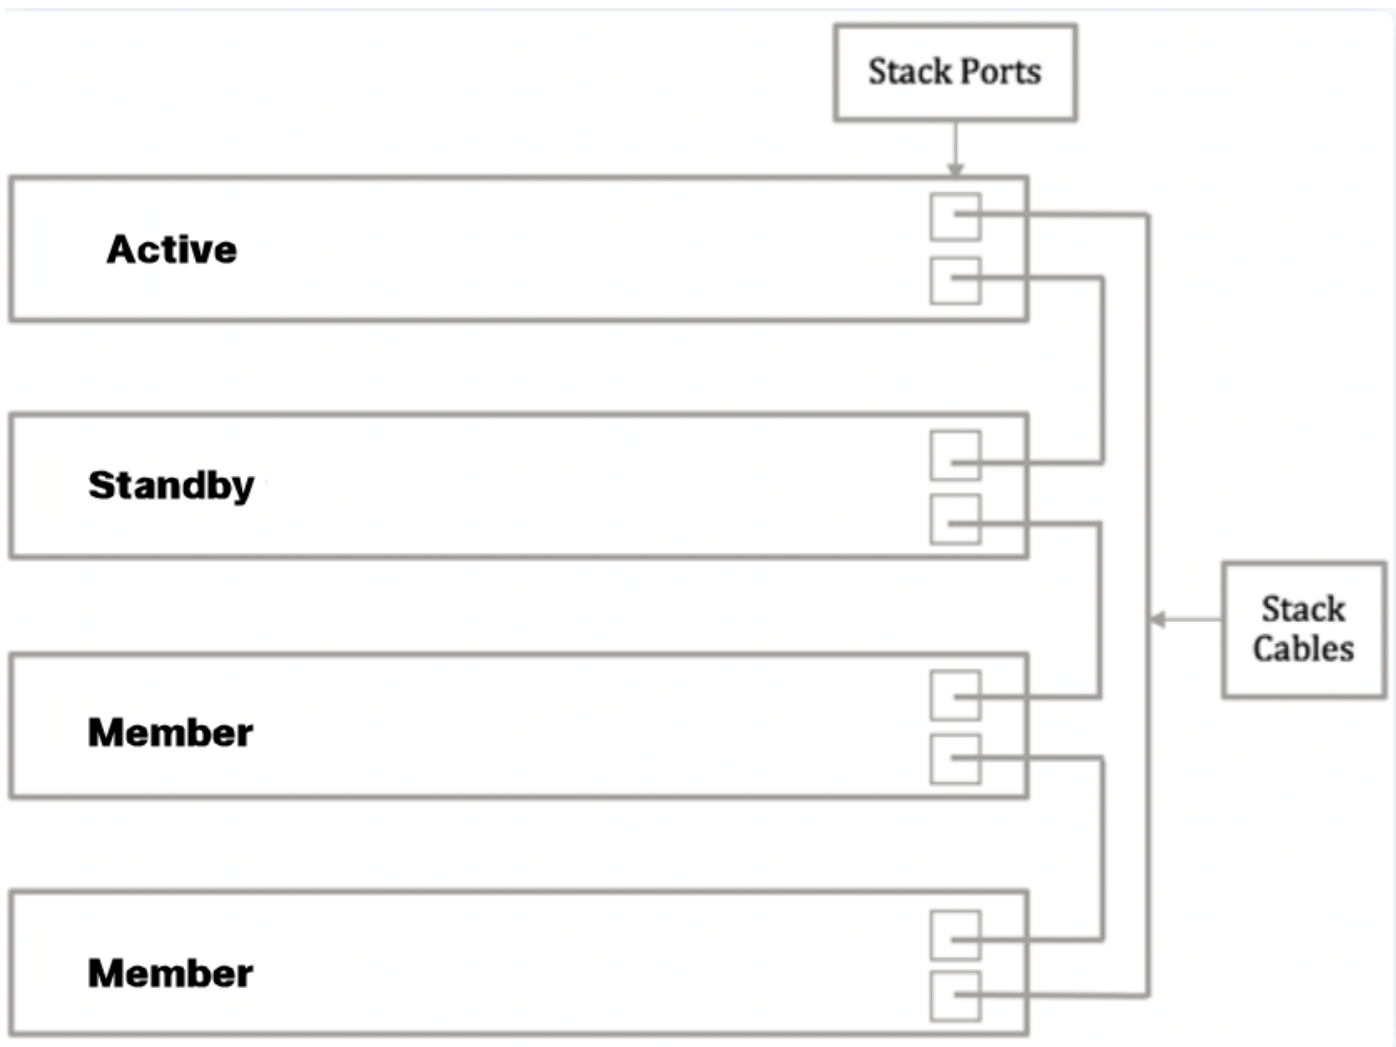 Stack Ports
Active
Standby
Stack
Cables
Member
Member